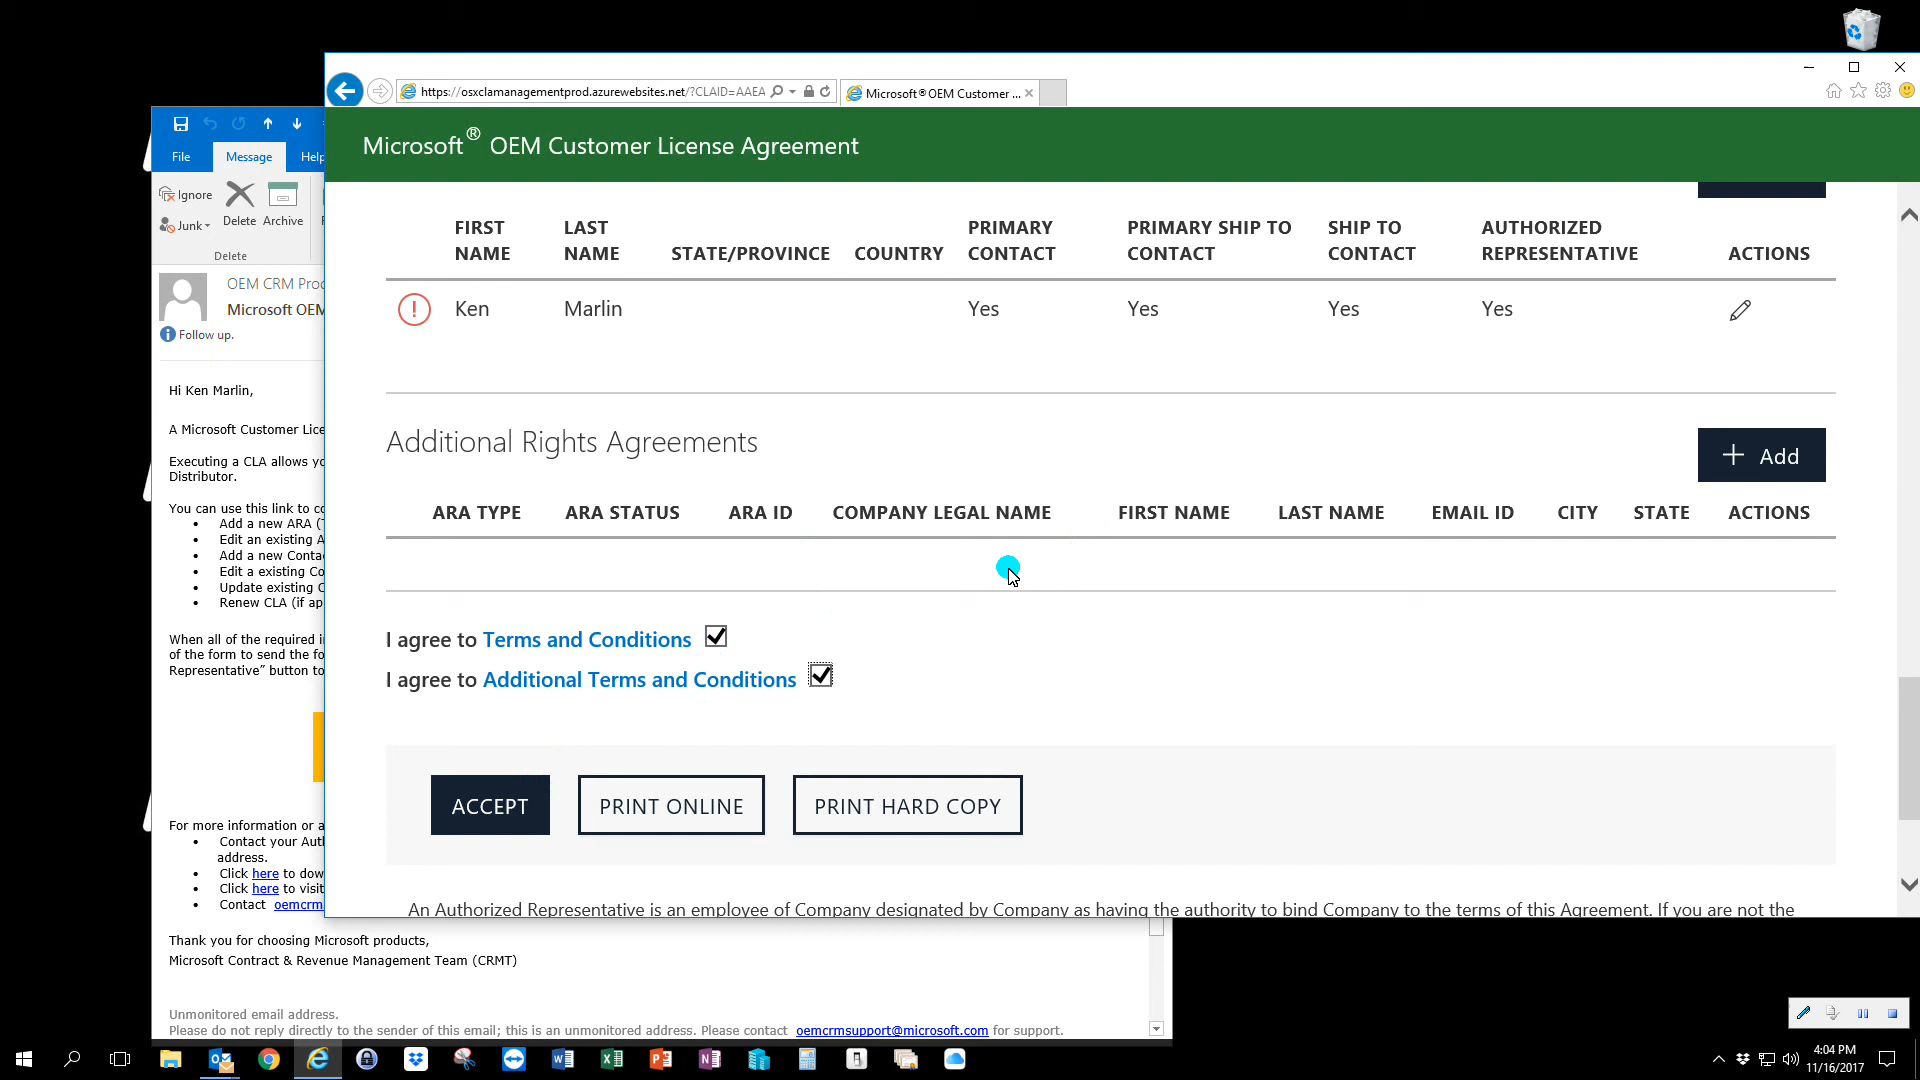 https://osxclamanagementprod.azurewebsites.net/?CLAID=AAEA
Microsoft® OEM Customer ...
Microsoft® OEM Customer License Agreement
File Message Help
Ignore
Junk
Delete
Archive
Delete
OEM CRM Proc
Microsoft OEM
Follow up.
Hi Ken Marlin,
A Microsoft Customer Lice
Executing a CLA allows yo
Distributor.
You can use this link to co
• Add a new ARA (
• Edit an existing A
• Add a new Conta
• Edit a existing Co
• Update existing C
• Renew CLA (if ap
When all of the required i
of the form to send the fo
Representative” button to
For more information or a
• Contact your Auth
address.
• Click here to dow
• Click here to visit
• Contact oemcrm
Thank you for choosing Microsoft products,
Microsoft Contract & Revenue Management Team (CRMT)
Unmonitored email address.
Please do not reply directly to the sender of this email; this is an unmonitored address. Please contact oemcrmsupport@microsoft.com for support.
FIRST NAME LAST NAME STATE/PROVINCE COUNTRY PRIMARY CONTACT PRIMARY SHIP TO CONTACT SHIP TO CONTACT AUTHORIZED REPRESENTATIVE ACTIONS
Ken Marlin Yes Yes Yes Yes
Additional Rights Agreements
+ Add
ARA TYPE ARA STATUS ARA ID COMPANY LEGAL NAME FIRST NAME LAST NAME EMAIL ID CITY STATE ACTIONS
I agree to Terms and Conditions
I agree to Additional Terms and Conditions
ACCEPT PRINT ONLINE PRINT HARD COPY
An Authorized Representative is an employee of Company designated by Company as having the authority to bind Company to the terms of this Agreement. If you are not the
4:04 PM
11/16/2017